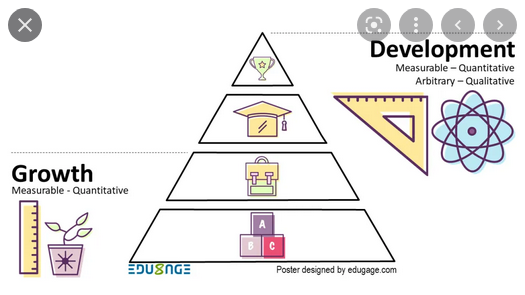 Development
Measurable – Quantitative
Arbitrary – Qualitative
Growth
Measurable - Quantitative
A
B C
EDUGAGE
Poster designed by edugage.com